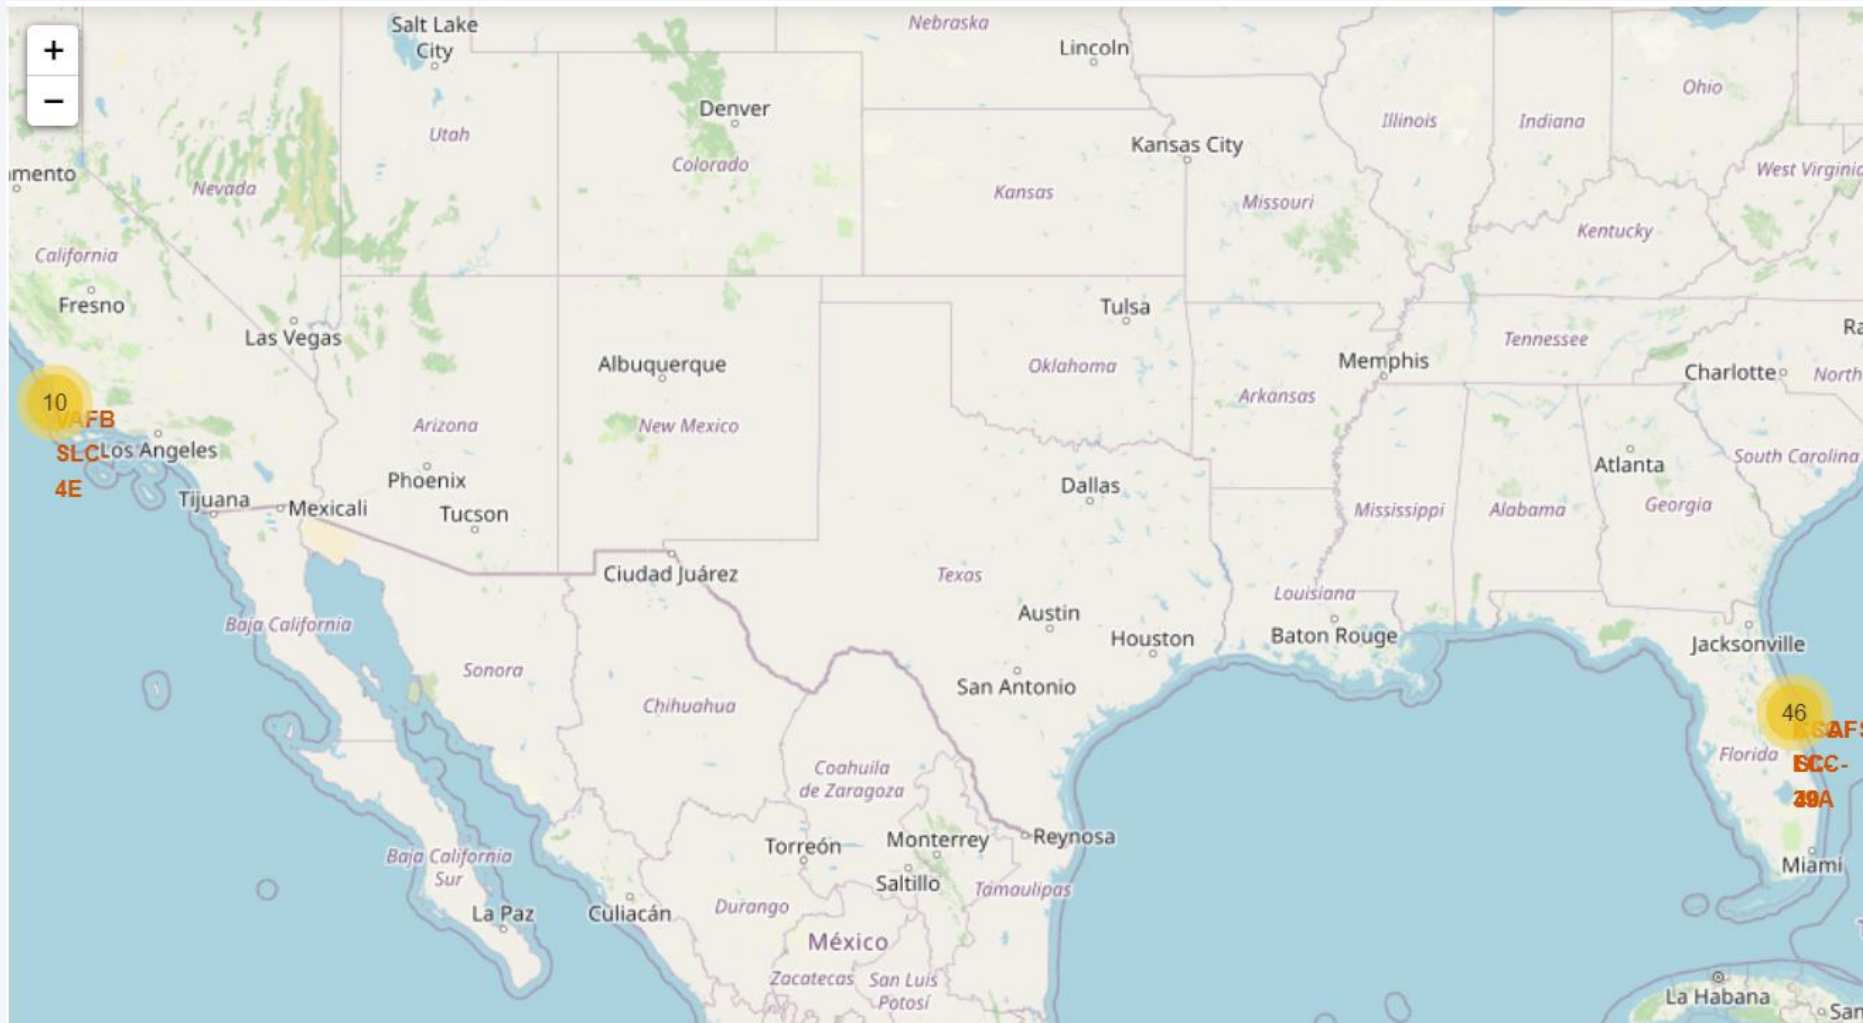 +
−
Salt Lake
City
Nebraska
Lincoln
Denver
Ohio
Illinois
Indiana
Utah
Kansas City
Colorado
West Virginia
amento
Nevada
Kansas
Missouri
Kentucky
California
Fresno
Tulsa
Las Vegas
Ra
Tennessee
Albuquerque
Oklahoma
Memphis
Charlotte
North
Arkansas
10
VAFB
SLC-
4E
Arizona
New Mexico
Los Angeles
South Carolina
Atlanta
Phoenix
Dallas
Tijuana
Mexicali
Tucson
Mississippi
Alabama
Georgia
Ciudad Juárez
Texas
Louisiana
Austin
Baja California
Houston
Baton Rouge
Jacksonville
Sonora
San Antonio
Chihuahua
46
Florida
Coahuila
de Zaragoza
Torreón
Monterrey
Reynosa
Baja California
Sur
Miami
Saltillo
Tamaulipas
La Paz
Culiacán
Durango
México
Zacatecas
San Luis
Potosí
La Habana
San